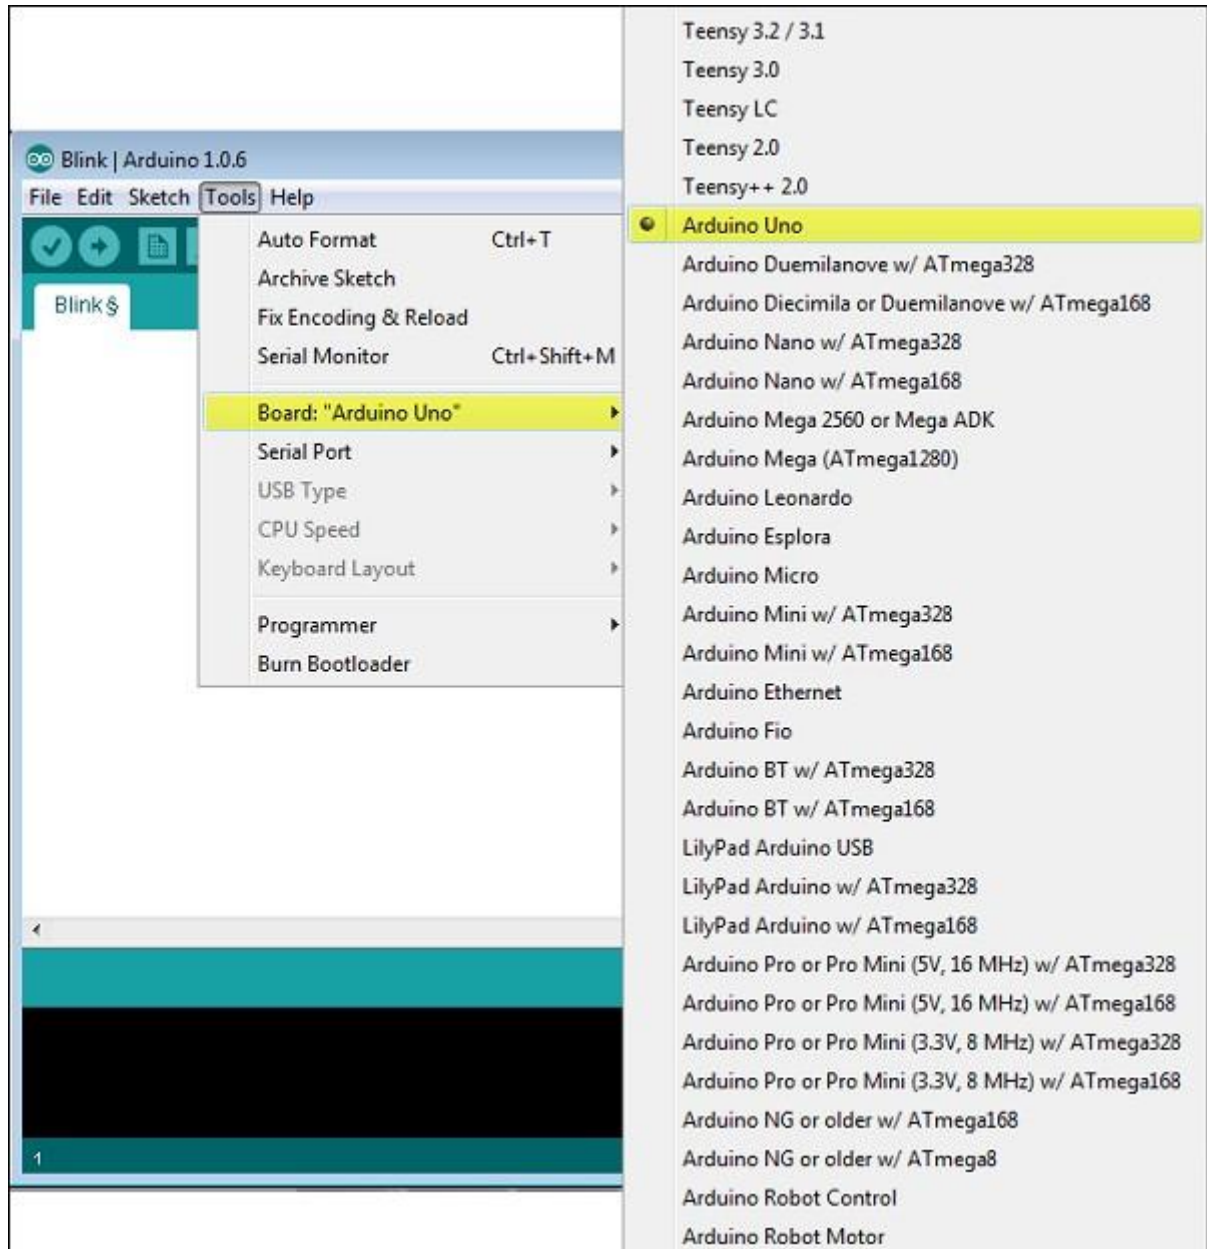 Blink | Arduino 1.0.6
File Edit Sketch Tools Help
Blink §
Auto Format Ctrl+T
Archive Sketch
Fix Encoding & Reload
Serial Monitor Ctrl+Shift+M
Board: "Arduino Uno"
Serial Port
USB Type
CPU Speed
Keyboard Layout
Programmer
Burn Bootloader
1
Teensy 3.2 / 3.1
Teensy 3.0
Teensy LC
Teensy 2.0
Teensy++ 2.0
Arduino Uno
Arduino Duemilanove w/ ATmega328
Arduino Diecimila or Duemilanove w/ ATmega168
Arduino Nano w/ ATmega328
Arduino Nano w/ ATmega168
Arduino Mega 2560 or Mega ADK
Arduino Mega (ATmega1280)
Arduino Leonardo
Arduino Esplora
Arduino Micro
Arduino Mini w/ ATmega328
Arduino Mini w/ ATmega168
Arduino Ethernet
Arduino Fio
Arduino BT w/ ATmega328
Arduino BT w/ ATmega168
LilyPad Arduino USB
LilyPad Arduino w/ ATmega328
LilyPad Arduino w/ ATmega168
Arduino Pro or Pro Mini (5V, 16 MHz) w/ ATmega328
Arduino Pro or Pro Mini (5V, 16 MHz) w/ ATmega168
Arduino Pro or Pro Mini (3.3V, 8 MHz) w/ ATmega328
Arduino Pro or Pro Mini (3.3V, 8 MHz) w/ ATmega168
Arduino NG or older w/ ATmega168
Arduino NG or older w/ ATmega8
Arduino Robot Control
Arduino Robot Motor